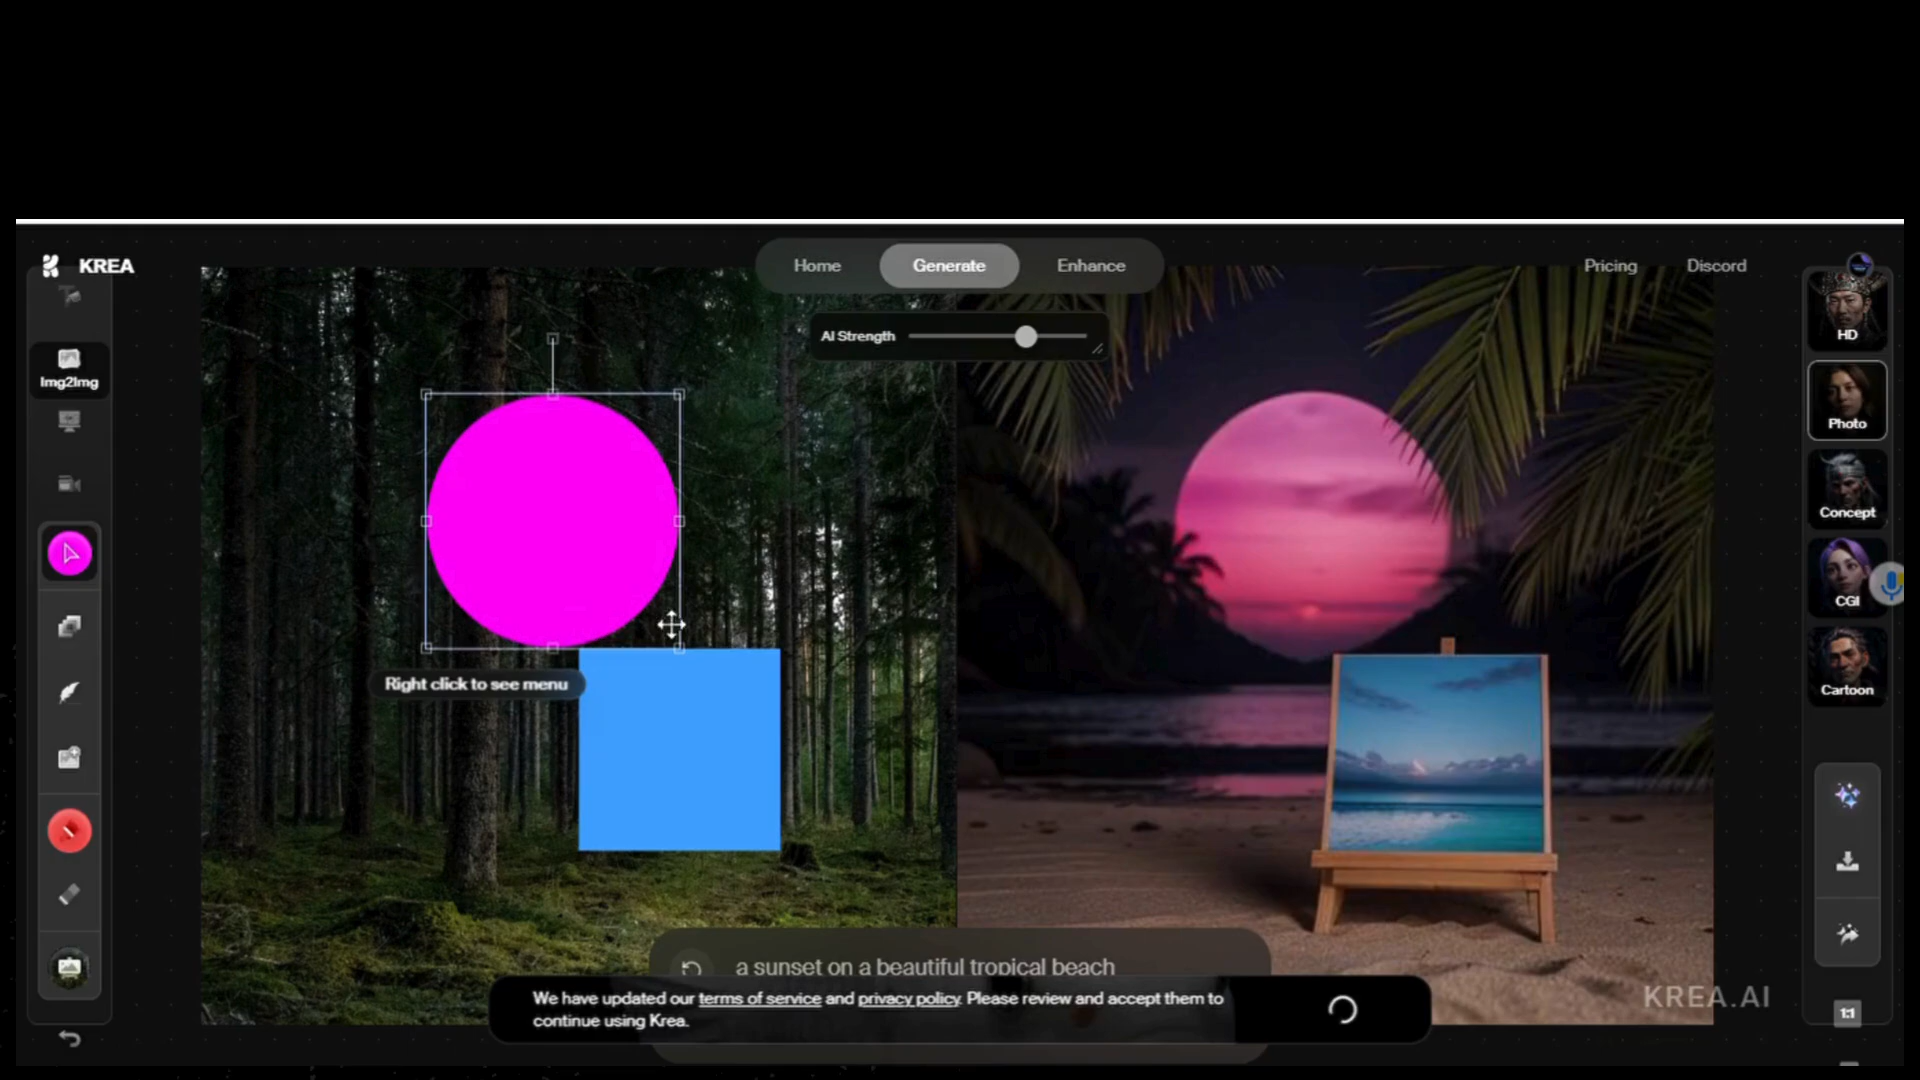 KREA
Home
Generate
Enhance
Pricing
Discord
AI Strength
Img2Img
HD
Photo
Concept
CGI
Cartoon
Right click to see menu
a sunset on a beautiful tropical beach
We have updated our terms of service and privacy policy. Please review and accept them to
continue using Krea.
KREA.AI
1:1